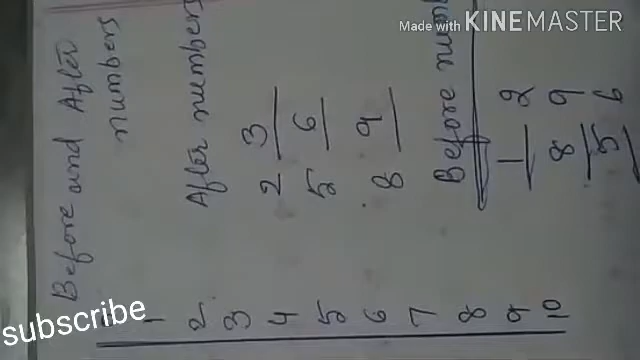 Made with KINEMASTER
Before and After
numbers
After numbers
2 3
5 6
8 9
Before
1 2
8 9
5 6
1
2
3
4
5
6
7
8
9
10
subscribe